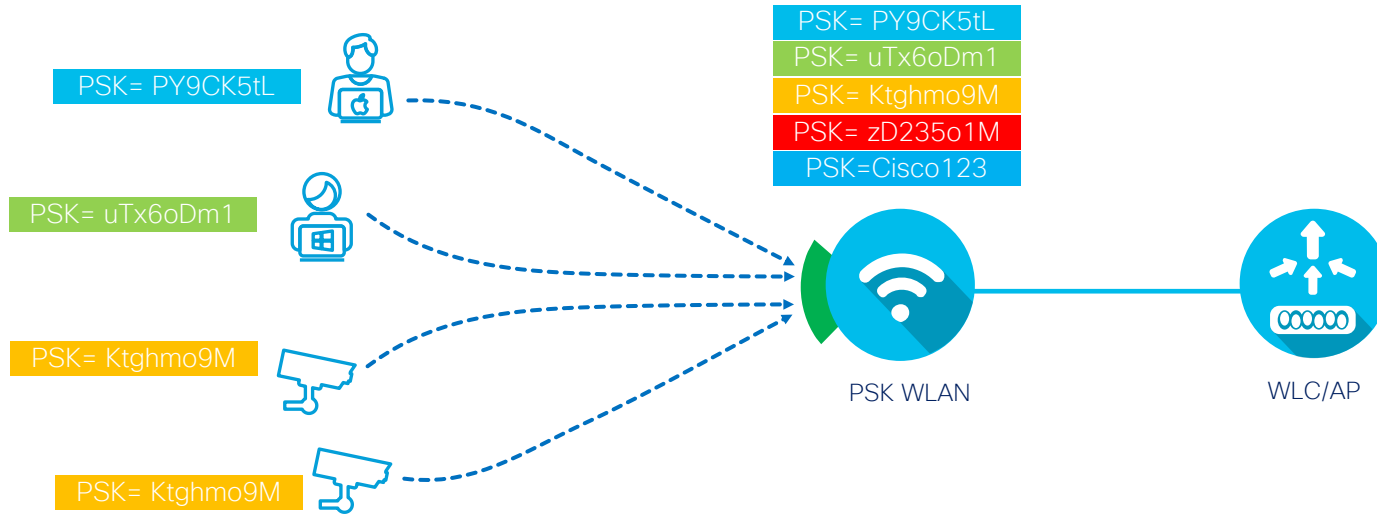 PSK= PY9CK5tL
PSK= uTx6oDm1
PSK= Ktghmo9M
PSK= zD235o1M
PSK=Cisco123
PSK= PY9CK5tL
PSK= uTx6oDm1
PSK= Ktghmo9M
PSK= Ktghmo9M
PSK WLAN
WLC/AP